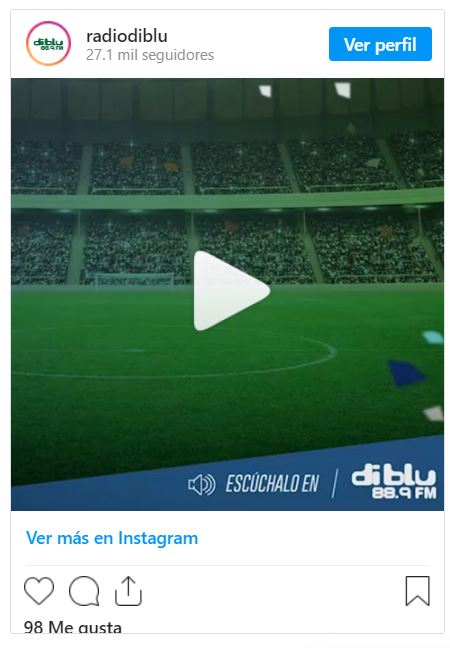 radiodiblu
27.1 mil seguidores
Ver perfil
diblu
88.9 FM
ESCÚCHALO EN
diblu
88.9 FM
Ver más en Instagram
98 Me gusta